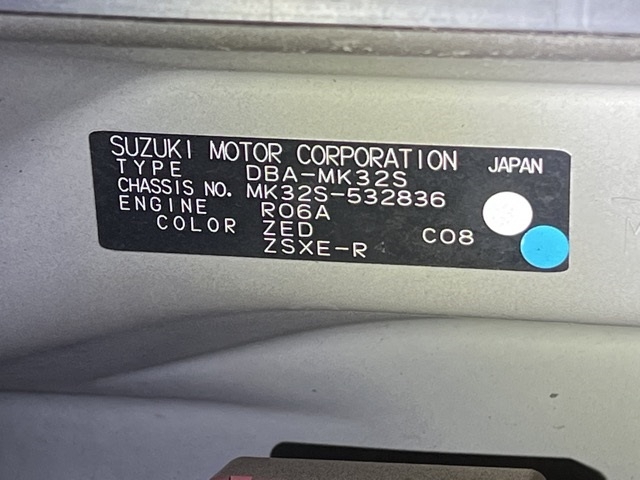 SUZUKI MOTOR CORPORATION JAPAN
TYPE DBA-MK32S
CHASSIS NO. MK32S-532836
ENGINE R06A
COLOR ZED C08
ZSXE-R